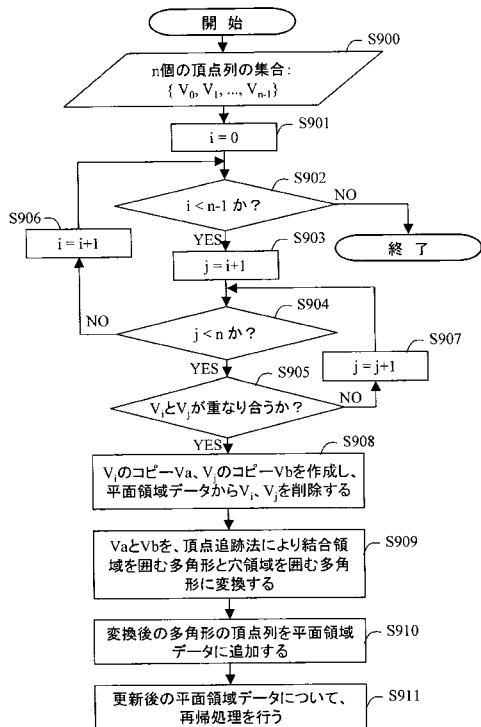 開 始
S900
n個の頂点列の集合:
{ V0, V1, ..., Vn-1}
S901
i = 0
S902
i < n-1 か？
NO
S906
i = i+1
YES
S903
終 了
j = i+1
S904
NO
j < n か？
S907
j = j+1
YES
S905
ViとVjが重なり合うか？
NO
YES
S908
ViのコピーVa、VjのコピーVbを作成し、
平面領域データからVi、Vjを削除する
VaとVbを、頂点追跡法により結合領
域を囲む多角形と穴領域を囲む多角
形に変換する
S909
変換後の多角形の頂点列を平面領域
データに追加する
S910
更新後の平面領域データについて、
再帰処理を行う
S911